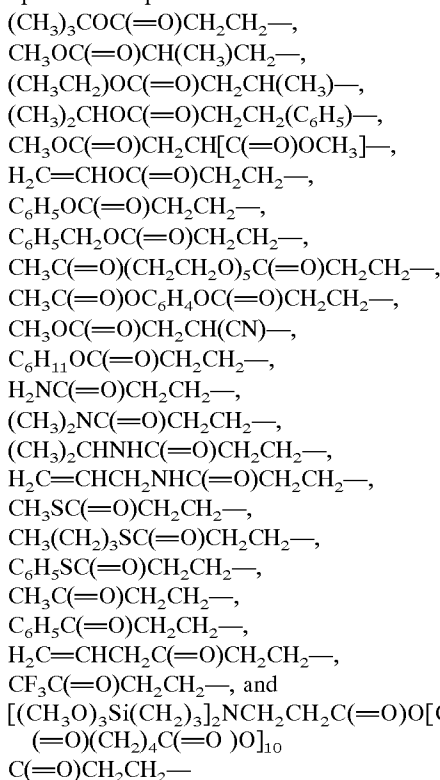 (CH₃)₃COC(=O)CH₂CH₂—,
CH₃OC(=O)CH(CH₃)CH₂—,
(CH₃CH₂)OC(=O)CH₂CH(CH₃)—,
(CH₃)₂CHOC(=O)CH₂CH₂(C₆H₅)—,
CH₃OC(=O)CH₂CH[C(=O)OCH₃]—,
H₂C=CHOC(=O)CH₂CH₂—,
C₆H₅OC(=O)CH₂CH₂—,
C₆H₅CH₂OC(=O)CH₂CH₂—,
CH₃C(=O)(CH₂CH₂O)₅C(=O)CH₂CH₂—,
CH₃C(=O)OC₆H₄OC(=O)CH₂CH₂—,
CH₃OC(=O)CH₂CH(CN)—,
C₆H₁₁OC(=O)CH₂CH₂—,
H₂NC(=O)CH₂CH₂—,
(CH₃)₂NC(=O)CH₂CH₂—,
(CH₃)₂CHNHC(=O)CH₂CH₂—,
H₂C=CHCH₂NHC(=O)CH₂CH₂—,
CH₃SC(=O)CH₂CH₂—,
CH₃(CH₂)₃SC(=O)CH₂CH₂—,
C₆H₅SC(=O)CH₂CH₂—,
CH₃C(=O)CH₂CH₂—,
C₆H₅C(=O)CH₂CH₂—,
H₂C=CHCH₂C(=O)CH₂CH₂—,
CF₃C(=O)CH₂CH₂—, and
[(CH₃O)₃Si(CH₂)₃]₂NCH₂CH₂C(=O)O[C
(=O)(CH₂)₄C(=O )O]₁₀
C(=O)CH₂CH₂—